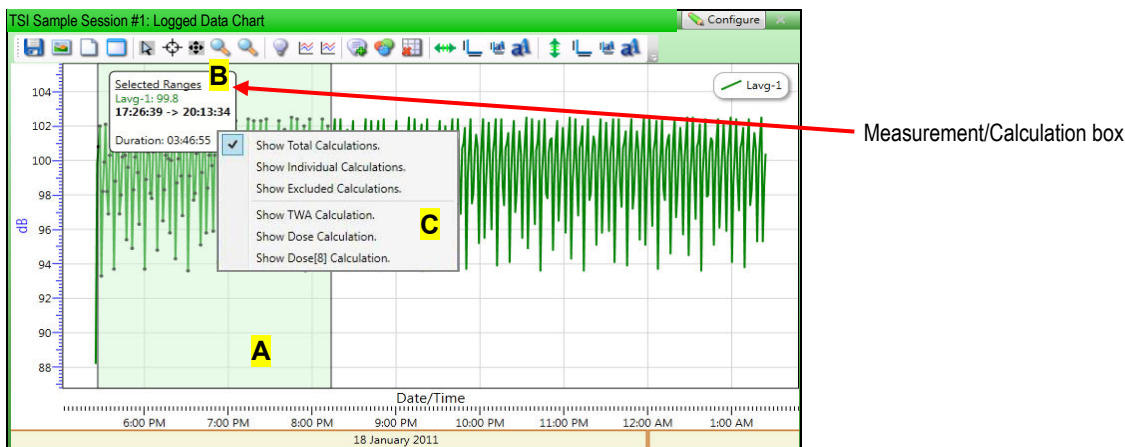 TSI Sample Session #1: Logged Data Chart
Configure
B
Selected Ranges
Lavg-1: 99.8
17:26:39 -> 20:13:34
Duration: 03:46:55
Lavg-1
Measurement/Calculation box
Show Total Calculations.
Show Individual Calculations.
Show Excluded Calculations.
Show TWA Calculation.
Show Dose Calculation.
Show Dose[8] Calculation.
C
A
dB
104
102
100
98
96
94
92
90
88
Date/Time
6:00 PM 7:00 PM 8:00 PM 9:00 PM 10:00 PM 11:00 PM 12:00 AM 1:00 AM
18 January 2011